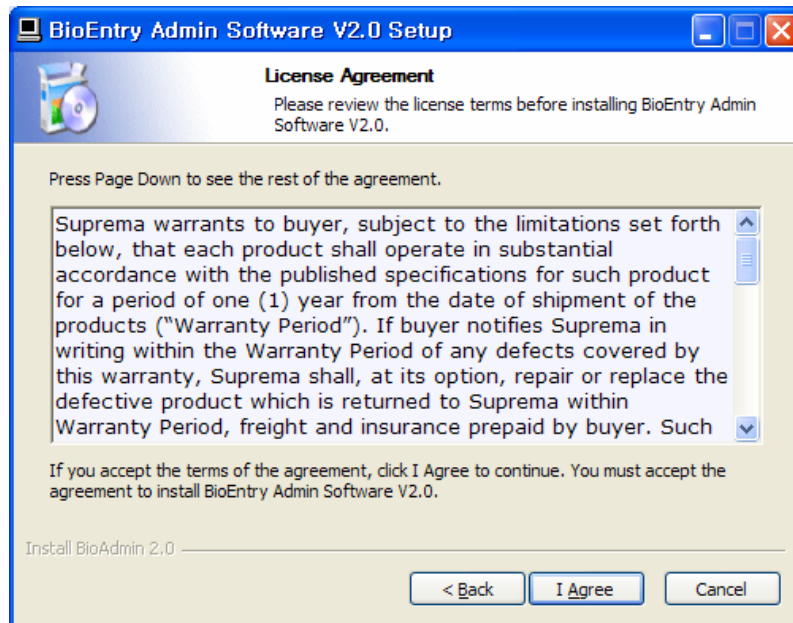 BioEntry Admin Software V2.0 Setup
License Agreement
Please review the license terms before installing BioEntry Admin
Software V2.0.
Press Page Down to see the rest of the agreement.
Suprema warrants to buyer, subject to the limitations set forth
below, that each product shall operate in substantial
accordance with the published specifications for such product
for a period of one (1) year from the date of shipment of the
products (“Warranty Period”). If buyer notifies Suprema in
writing within the Warranty Period of any defects covered by
this warranty, Suprema shall, at its option, repair or replace the
defective product which is returned to Suprema within
Warranty Period, freight and insurance prepaid by buyer. Such
If you accept the terms of the agreement, click I Agree to continue. You must accept the
agreement to install BioEntry Admin Software V2.0.
Install BioAdmin 2.0
< Back I Agree Cancel